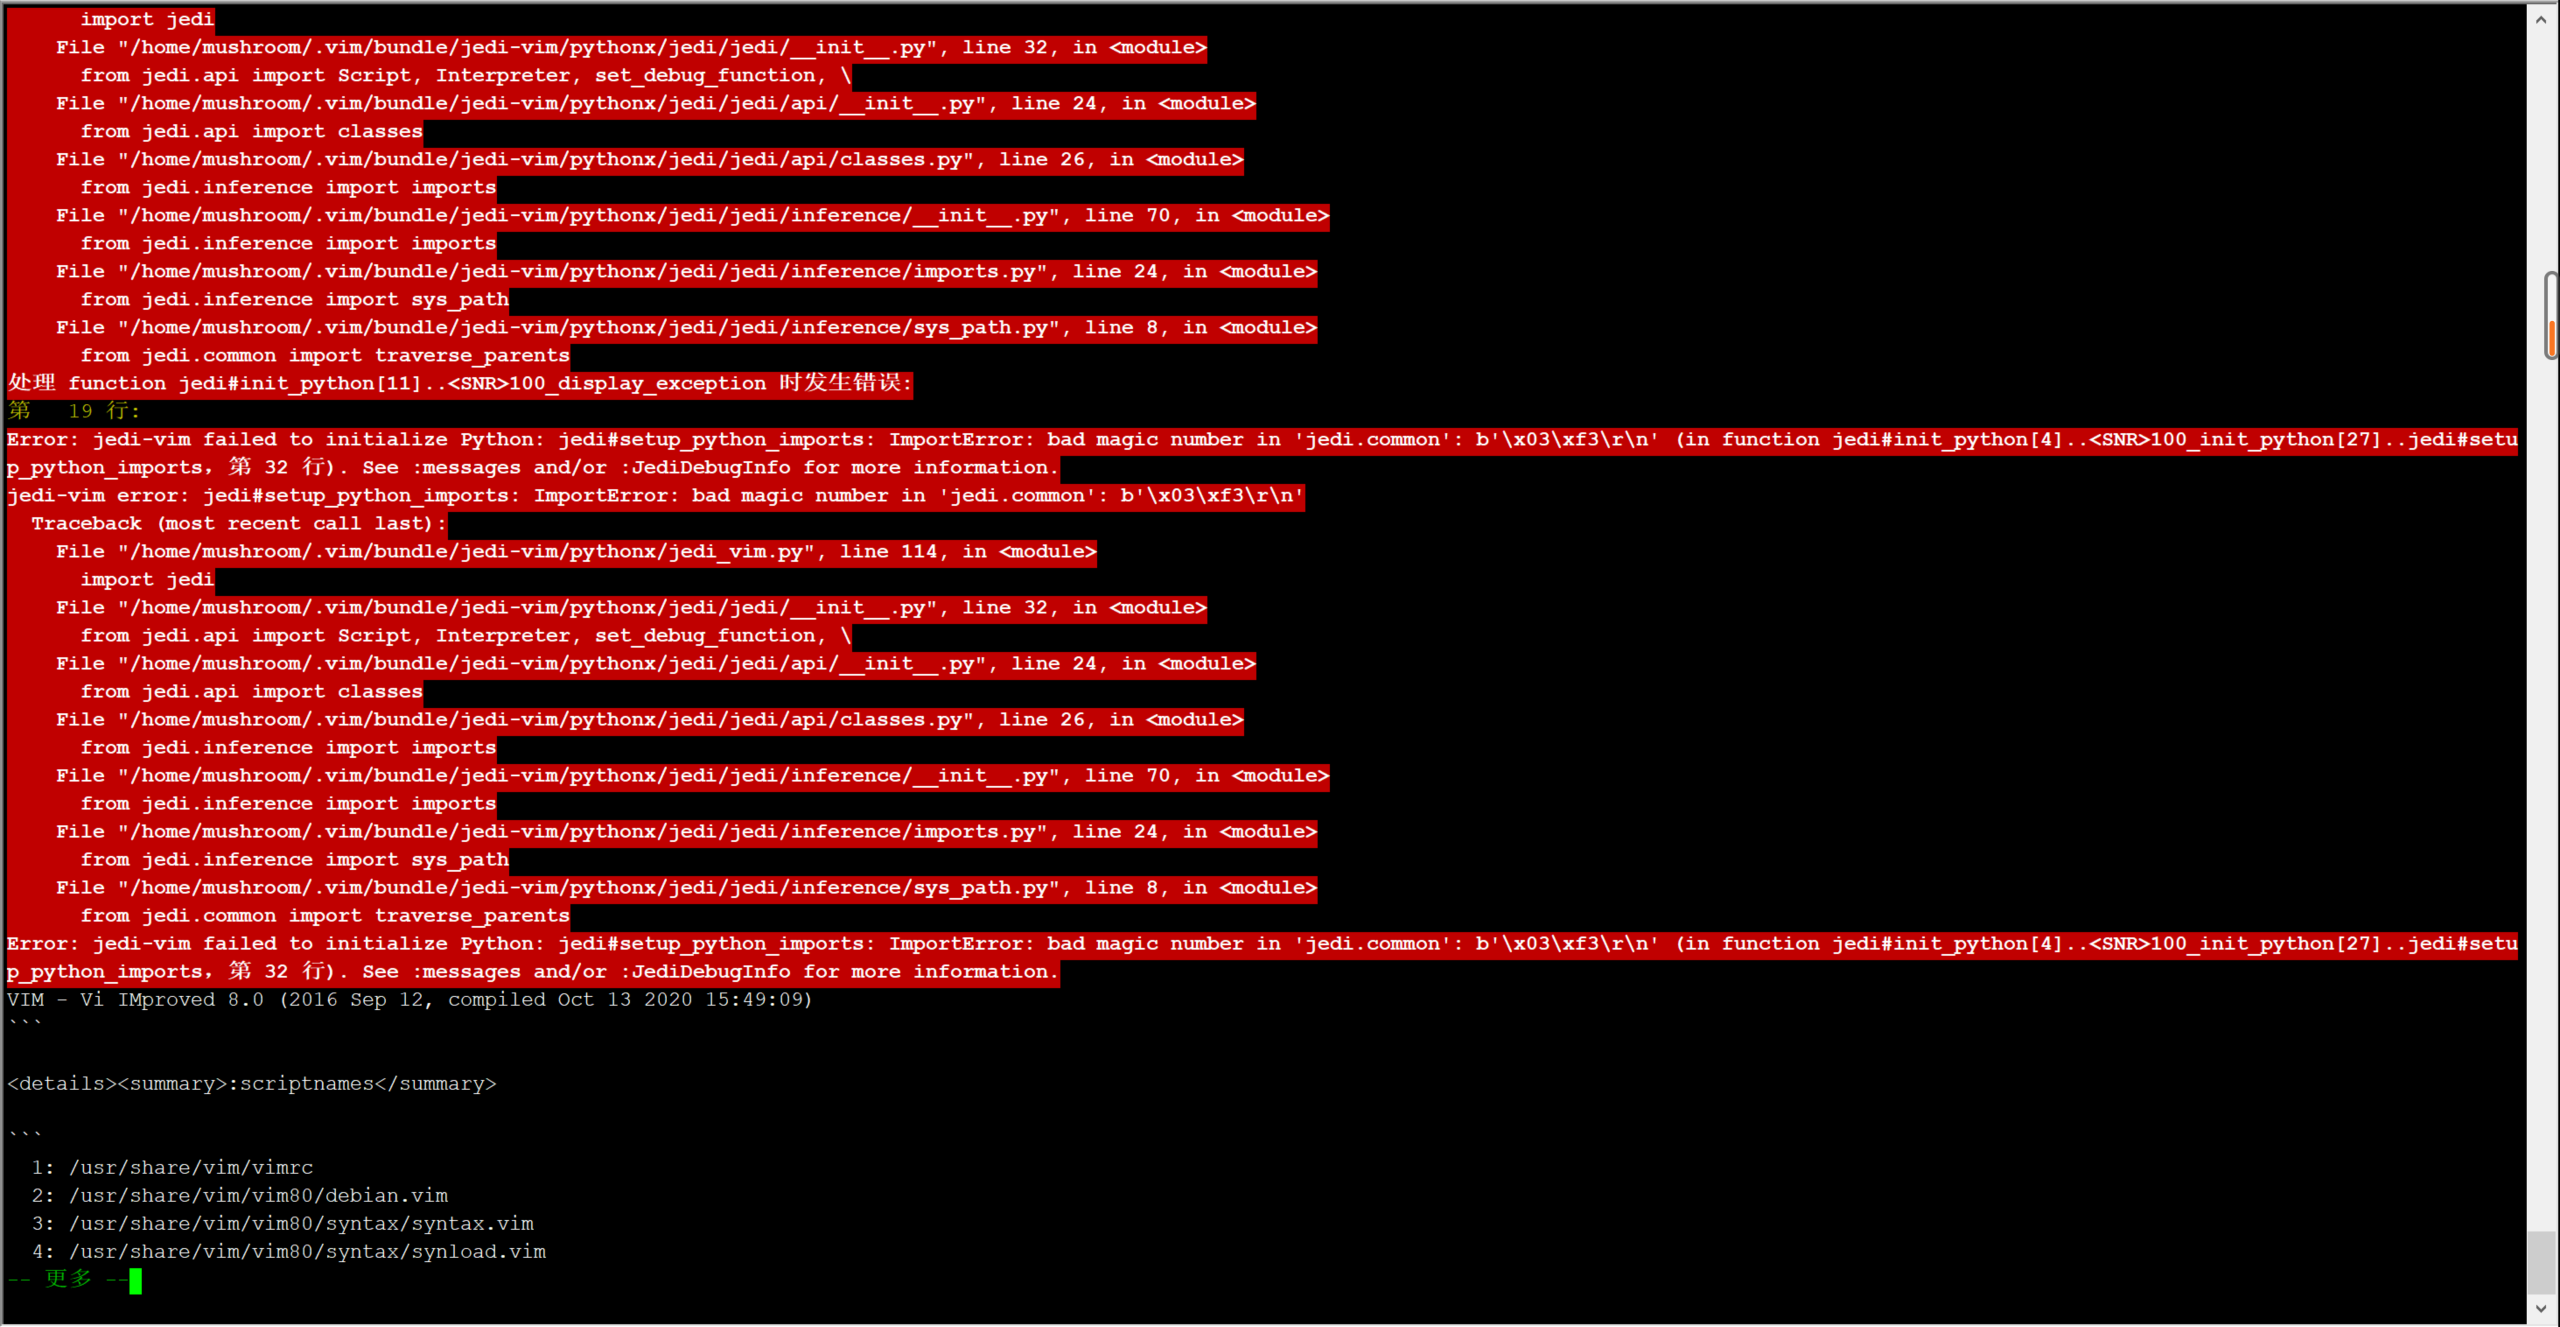 import jedi
    File "/home/mushroom/.vim/bundle/jedi-vim/pythonx/jedi/jedi/__init__.py", line 32, in <module>
      from jedi.api import Script, Interpreter, set_debug_function, \
    File "/home/mushroom/.vim/bundle/jedi-vim/pythonx/jedi/jedi/api/__init__.py", line 24, in <module>
      from jedi.api import classes
    File "/home/mushroom/.vim/bundle/jedi-vim/pythonx/jedi/jedi/api/classes.py", line 26, in <module>
      from jedi.inference import imports
    File "/home/mushroom/.vim/bundle/jedi-vim/pythonx/jedi/jedi/inference/__init__.py", line 70, in <module>
      from jedi.inference import imports
    File "/home/mushroom/.vim/bundle/jedi-vim/pythonx/jedi/jedi/inference/imports.py", line 24, in <module>
      from jedi.inference import sys_path
    File "/home/mushroom/.vim/bundle/jedi-vim/pythonx/jedi/jedi/inference/sys_path.py", line 8, in <module>
      from jedi.common import traverse_parents
处理 function jedi#init_python[11]..<SNR>100_display_exception 时发生错误:
第   19 行:
Error: jedi-vim failed to initialize Python: jedi#setup_python_imports: ImportError: bad magic number in 'jedi.common': b'\x03\xf3\r\n' (in function jedi#init_python[4]..<SNR>100_init_python[27]..jedi#setu
p_python_imports，第 32 行). See :messages and/or :JediDebugInfo for more information.
jedi-vim error: jedi#setup_python_imports: ImportError: bad magic number in 'jedi.common': b'\x03\xf3\r\n'
  Traceback (most recent call last):
    File "/home/mushroom/.vim/bundle/jedi-vim/pythonx/jedi_vim.py", line 114, in <module>
      import jedi
    File "/home/mushroom/.vim/bundle/jedi-vim/pythonx/jedi/jedi/__init__.py", line 32, in <module>
      from jedi.api import Script, Interpreter, set_debug_function, \
    File "/home/mushroom/.vim/bundle/jedi-vim/pythonx/jedi/jedi/api/__init__.py", line 24, in <module>
      from jedi.api import classes
    File "/home/mushroom/.vim/bundle/jedi-vim/pythonx/jedi/jedi/api/classes.py", line 26, in <module>
      from jedi.inference import imports
    File "/home/mushroom/.vim/bundle/jedi-vim/pythonx/jedi/jedi/inference/__init__.py", line 70, in <module>
      from jedi.inference import imports
    File "/home/mushroom/.vim/bundle/jedi-vim/pythonx/jedi/jedi/inference/imports.py", line 24, in <module>
      from jedi.inference import sys_path
    File "/home/mushroom/.vim/bundle/jedi-vim/pythonx/jedi/jedi/inference/sys_path.py", line 8, in <module>
      from jedi.common import traverse_parents
Error: jedi-vim failed to initialize Python: jedi#setup_python_imports: ImportError: bad magic number in 'jedi.common': b'\x03\xf3\r\n' (in function jedi#init_python[4]..<SNR>100_init_python[27]..jedi#setu
p_python_imports，第 32 行). See :messages and/or :JediDebugInfo for more information.
VIM - Vi IMproved 8.0 (2016 Sep 12, compiled Oct 13 2020 15:49:09)
```
<details><summary>:scriptnames</summary>
```
  1: /usr/share/vim/vimrc
  2: /usr/share/vim/vim80/debian.vim
  3: /usr/share/vim/vim80/syntax/syntax.vim
  4: /usr/share/vim/vim80/syntax/synload.vim
-- 更多 --